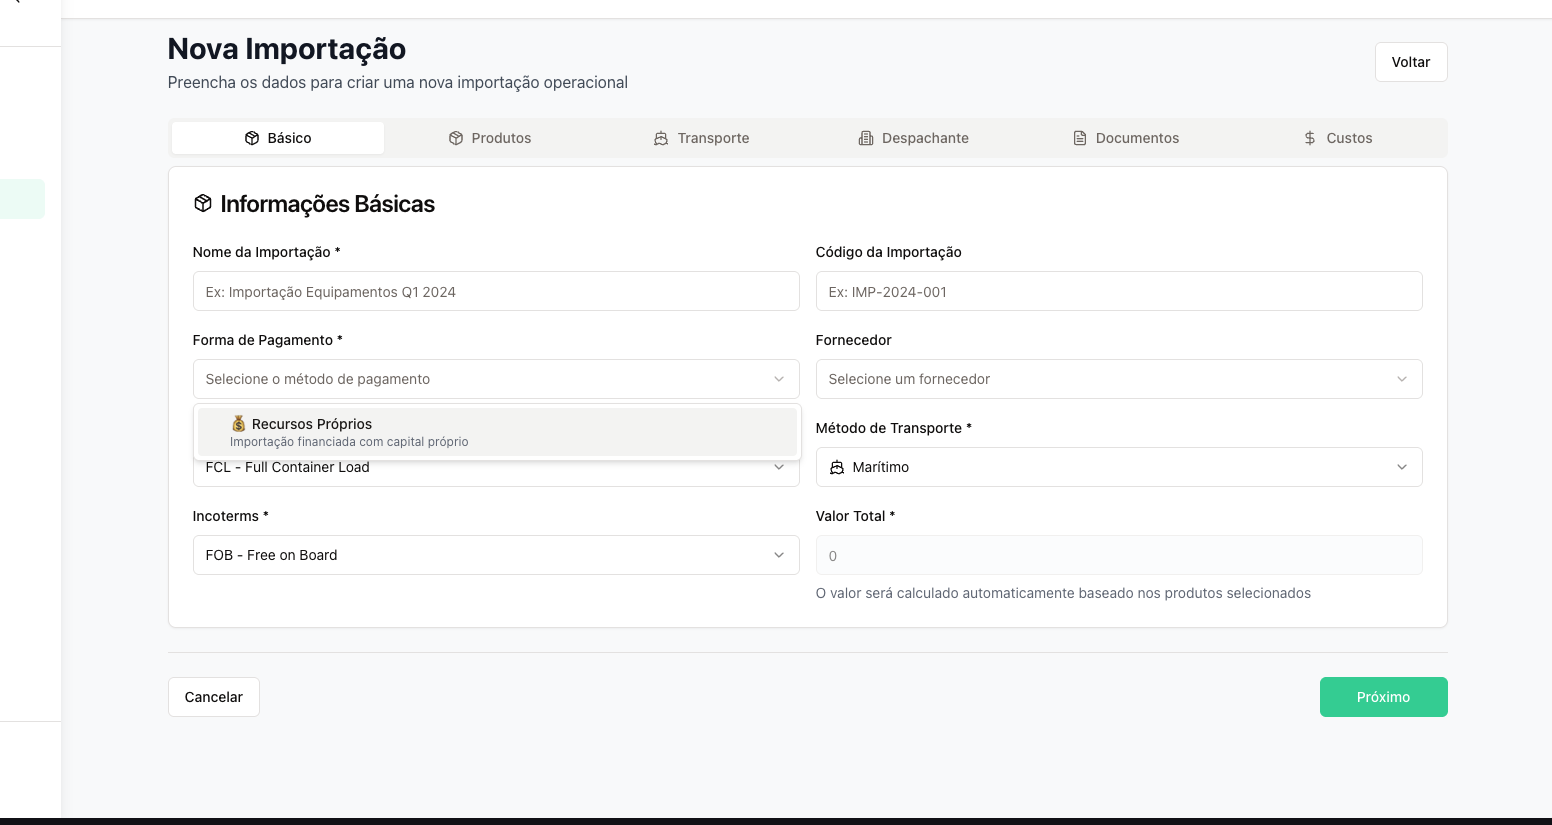 Nova Importação
Preencha os dados para criar uma nova importação operacional
Voltar
Básico
Produtos
Transporte
Despachante
Documentos
Custos
Informações Básicas
Nome da Importação *
Código da Importação
Ex: Importação Equipamentos Q1 2024
Ex: IMP-2024-001
Forma de Pagamento *
Fornecedor
Selecione o método de pagamento
Selecione um fornecedor
💰 Recursos Próprios
Importação financiada com capital próprio
Método de Transporte *
FCL - Full Container Load
Marítimo
Incoterms *
Valor Total *
FOB - Free on Board
0
O valor será calculado automaticamente baseado nos produtos selecionados
Cancelar
Próximo